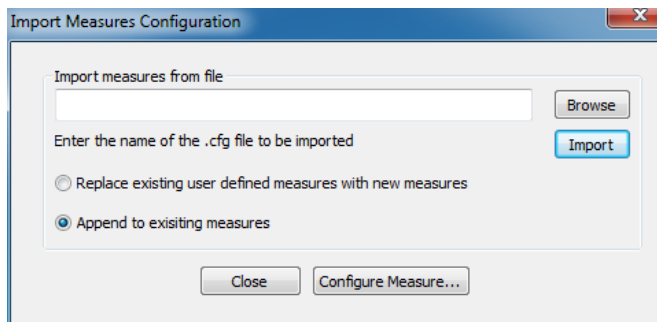 Import Measures Configuration
Import measures from file
Browse
Enter the name of the .cfg file to be imported
Import
Replace existing user defined measures with new measures
Append to exisiting measures
Close
Configure Measure...